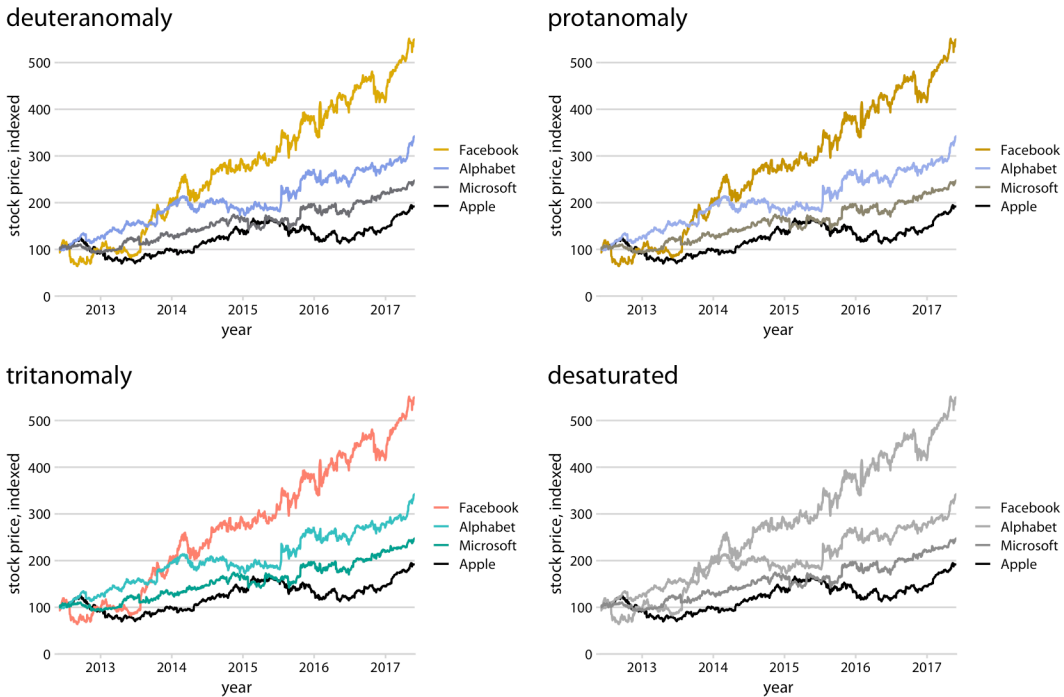 deuteranomaly
stock price, indexed
500
400
300
200
100
0
2013 2014 2015 2016 2017
year
Facebook
Alphabet
Microsoft
Apple
protanomaly
stock price, indexed
500
400
300
200
100
0
2013 2014 2015 2016 2017
year
Facebook
Alphabet
Microsoft
Apple
tritanomaly
stock price, indexed
500
400
300
200
100
0
2013 2014 2015 2016 2017
year
Facebook
Alphabet
Microsoft
Apple
desaturated
stock price, indexed
500
400
300
200
100
0
2013 2014 2015 2016 2017
year
Facebook
Alphabet
Microsoft
Apple